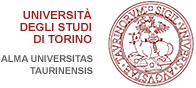 UNIVERSITÀ
DEGLI STUDI
DI TORINO
ALMA UNIVERSITAS
TAURINENSIS